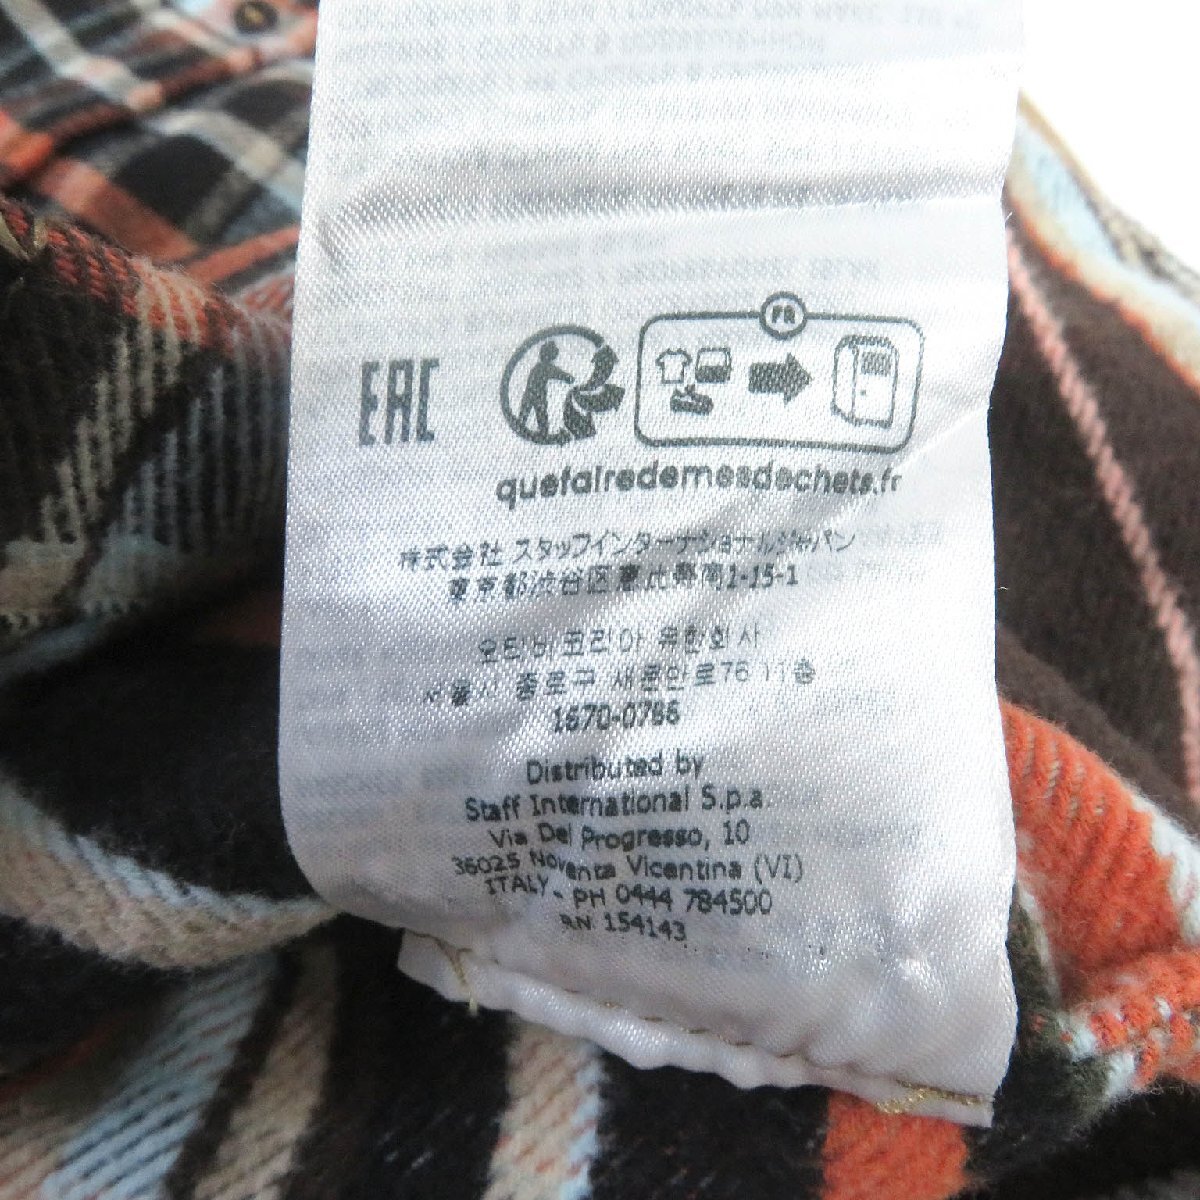 FR
EAC
quefairedemesdechets.fr
株式会社 スタッフインターナショナルジャパン
東京都渋谷区恵比寿南1-15-1
오티비 코리아 유한회사
서울시 종로구 새문안로76 11층
1670-0786
Distributed by
Staff International S.p.a.
Via Del Progresso, 10
36025 Noventa Vicentina (VI)
ITALY - PH 0444 784500
RN 154143